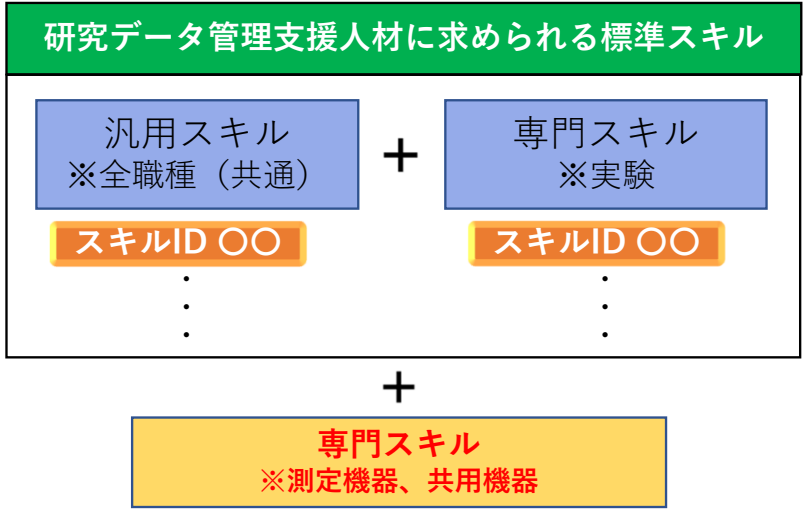 研究データ管理支援人材に求められる標準スキル
汎用スキル
※全職種（共通）
+
専門スキル
※実験
スキルID 〇〇
スキルID 〇〇
・
・
・
・
・
・
+
専門スキル
※測定機器、共用機器